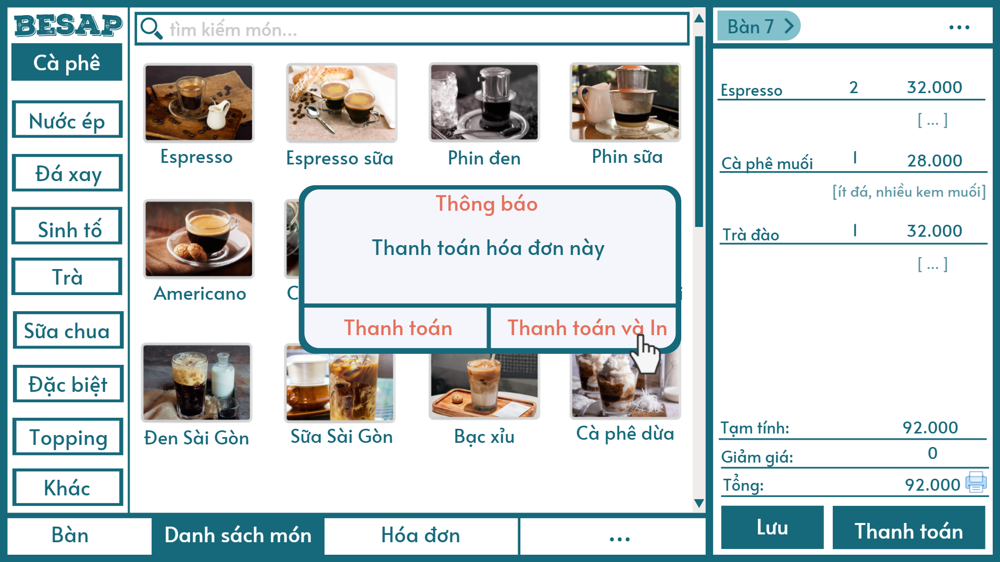 BESAP
Cà phê
Nước ép
Đá xay
Sinh tố
Trà
Sữa chua
Đặc biệt
Topping
Khác
tìm kiếm món...
Espresso
Espresso sữa
Phin đen
Phin sữa
Americano
C
i
Đen Sài Gòn
Sữa Sài Gòn
Bạc xỉu
Cà phê dừa
Thông báo
Thanh toán hóa đơn này
Thanh toán
Thanh toán và In
Bàn
Danh sách món
Hóa đơn
...
Bàn 7
...
Espresso 2 32.000
[ ... ]
Cà phê muối 1 28.000
[ít đá, nhiều kem muối]
Trà đào 1 32.000
[ ... ]
Tạm tính: 92.000
Giảm giá: 0
Tổng: 92.000
Lưu
Thanh toán